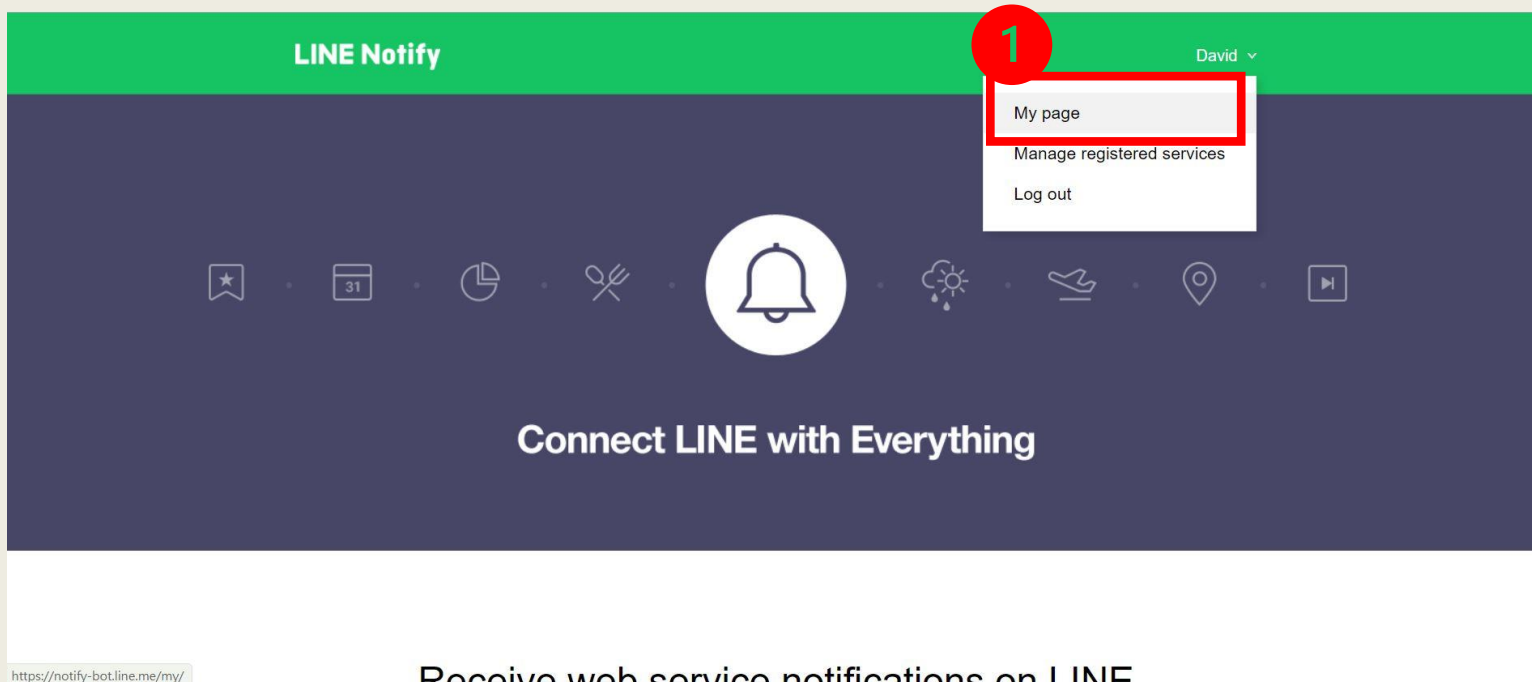 LINE Notify
1
David
My page
Manage registered services
Log out
31
Connect LINE with Everything
Receive web service notifications on LINE
https://notify-bot.line.me/my/